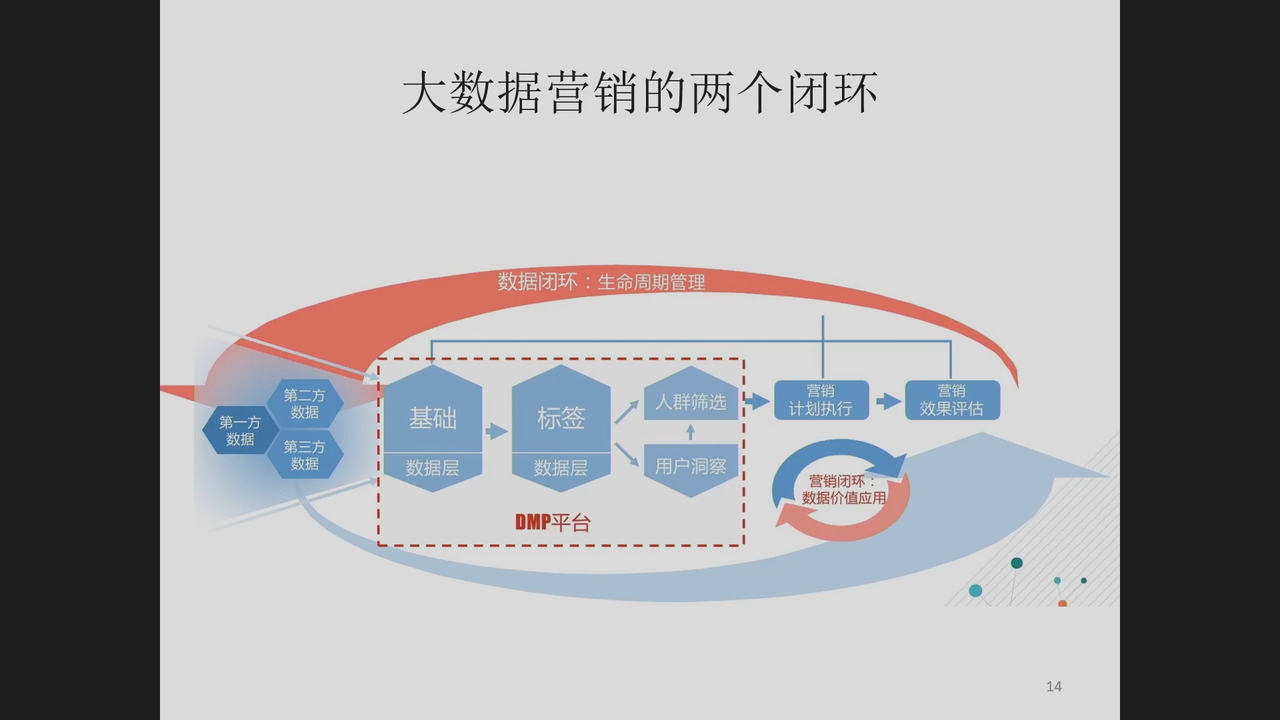 大数据营销的两个闭环
数据闭环：生命周期管理
第二方
数据
第一方
数据
第三方
数据
基础
数据层
标签
数据层
人群筛选
用户洞察
DMP平台
营销
计划执行
营销
效果评估
营销闭环：
数据价值应用
14